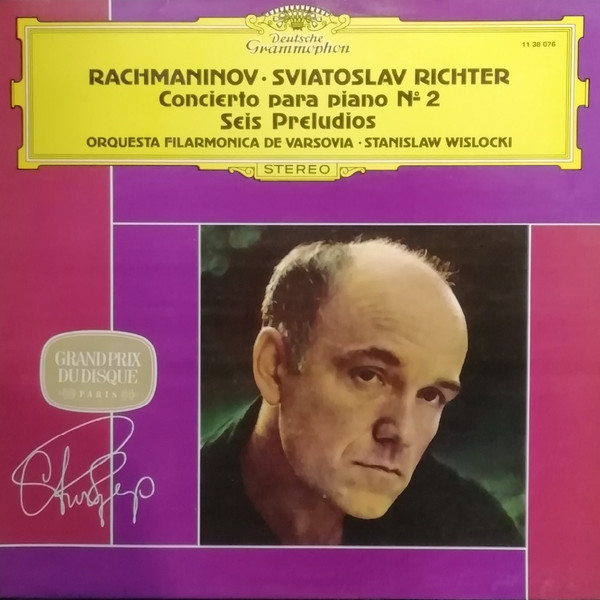 Deutsche
Grammophon
11 38 076
RACHMANINOV · SVIATOSLAV RICHTER
Concierto para piano Nº 2
Seis Preludios
ORQUESTA FILARMONICA DE VARSOVIA · STANISLAW WISLOCKI
STEREO
GRAND PRIX
DU DISQUE
PARIS